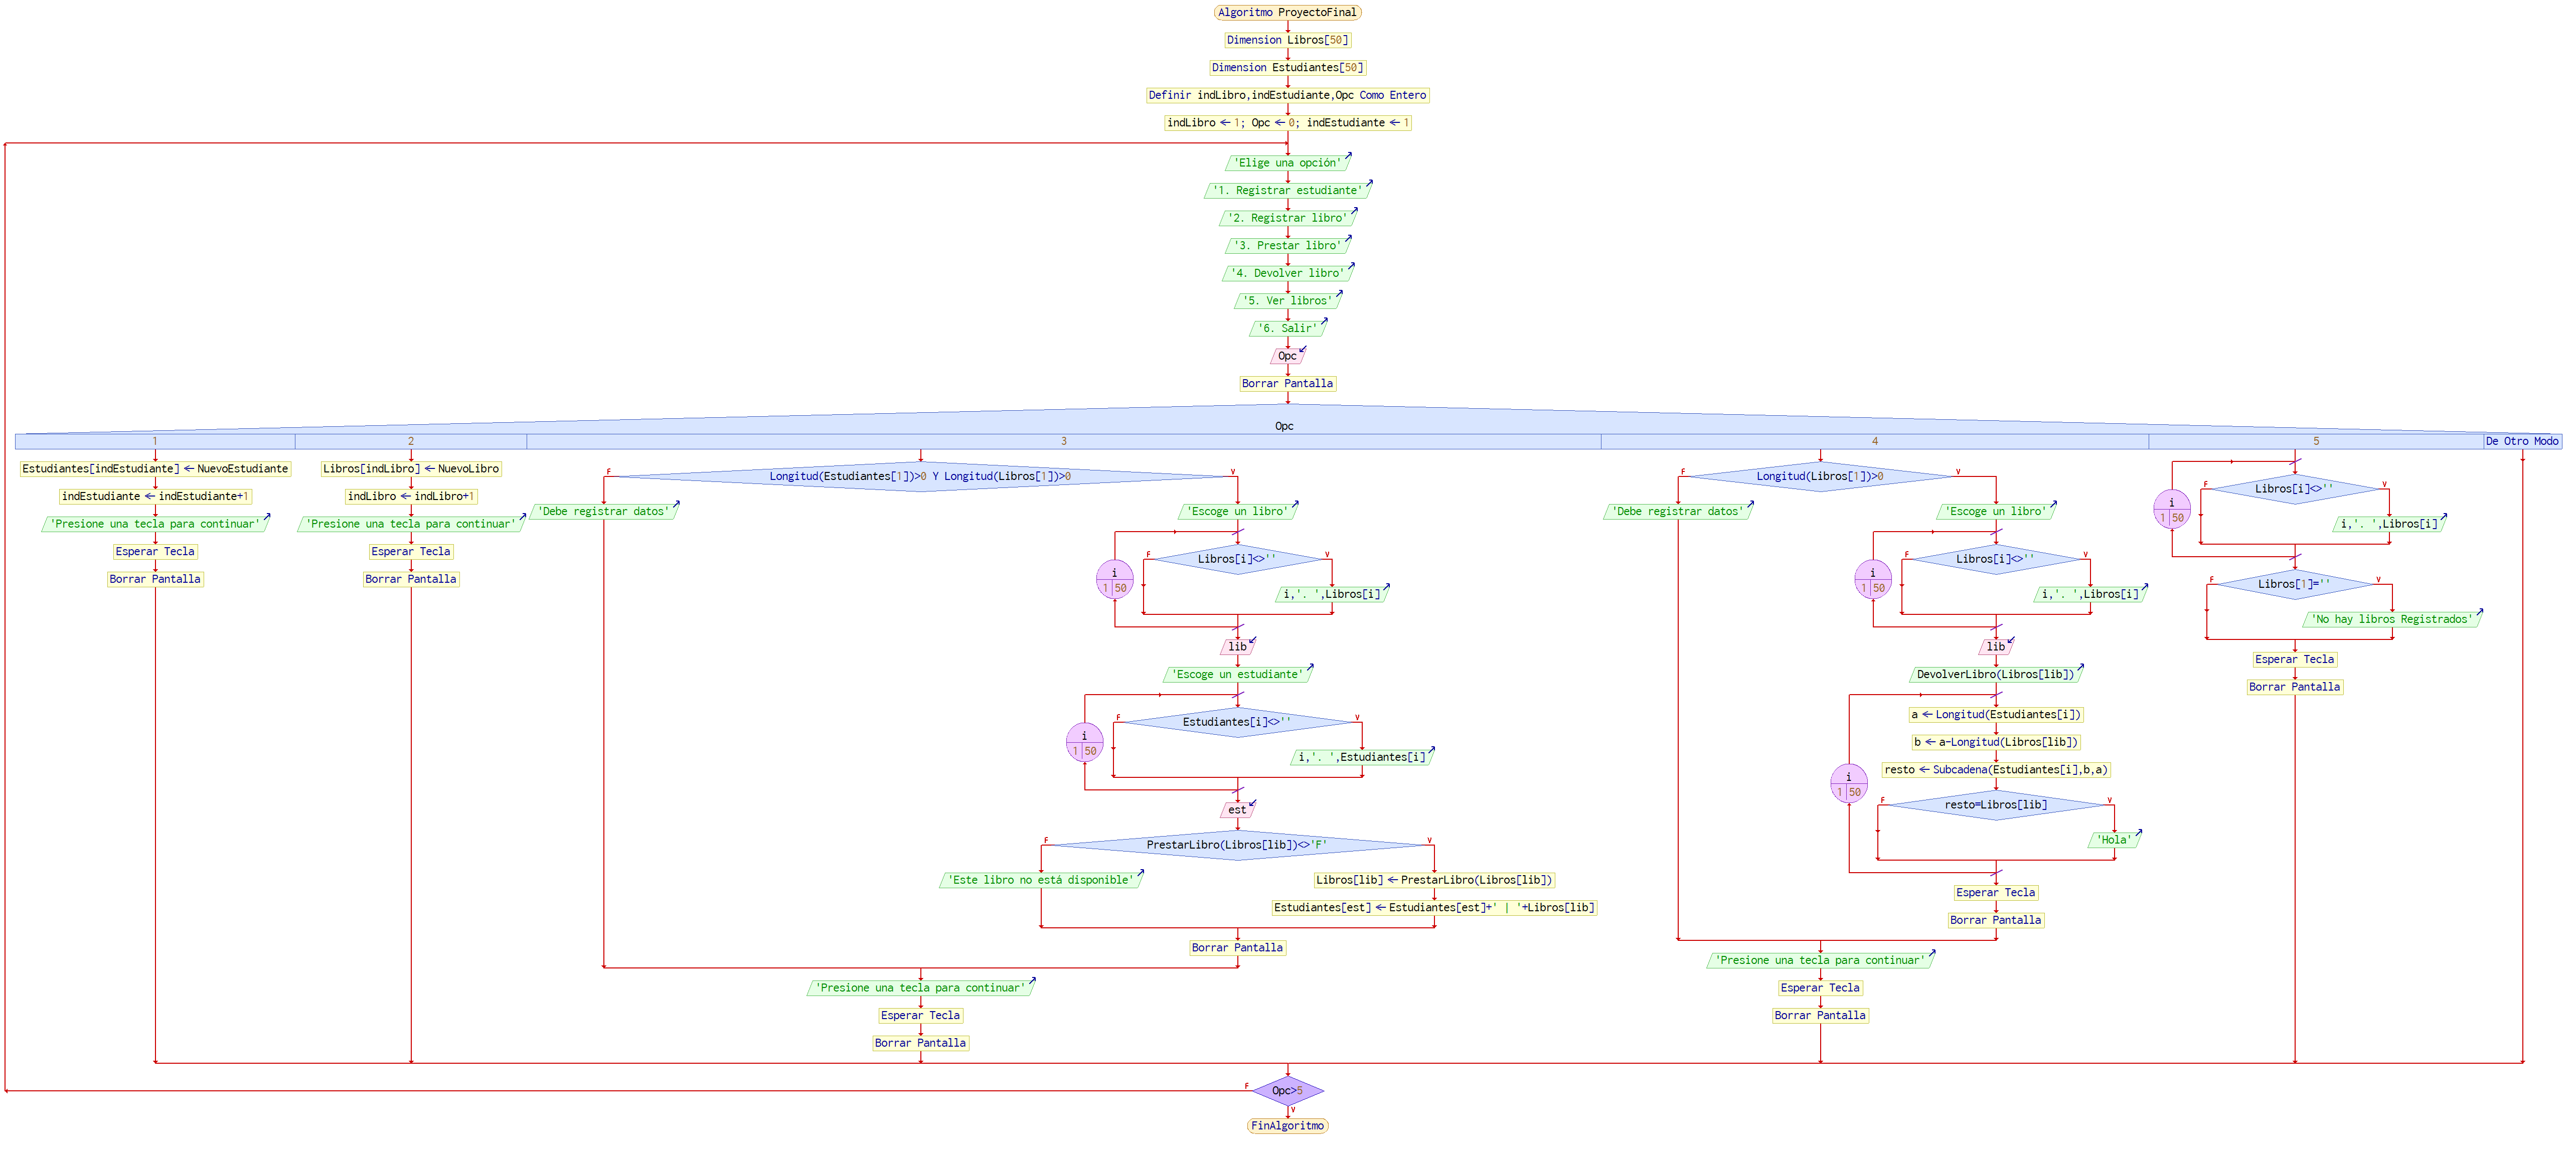 Algoritmo ProyectoFinal
Dimension Libros[50]
Dimension Estudiantes[50]
Definir indLibro,indEstudiante,Opc Como Entero
indLibro ← 1; Opc ← 0; indEstudiante ← 1
'Elige una opción'
'1. Registrar estudiante'
'2. Registrar libro'
'3. Prestar libro'
'4. Devolver libro'
'5. Ver libros'
'6. Salir'
Opc
Borrar Pantalla
Opc
1
2
3
4
5
De Otro Modo
Estudiantes[indEstudiante] ← NuevoEstudiante
indEstudiante ← indEstudiante+1
'Presione una tecla para continuar'
Esperar Tecla
Borrar Pantalla
Libros[indLibro] ← NuevoLibro
indLibro ← indLibro+1
'Presione una tecla para continuar'
Esperar Tecla
Borrar Pantalla
Longitud(Estudiantes[1])>0 Y Longitud(Libros[1])>0
F
V
'Debe registrar datos'
'Escoge un libro'
i
1 50
Libros[i]<>''
F
V
i,'. ',Libros[i]
lib
'Escoge un estudiante'
i
1 50
Estudiantes[i]<>''
F
V
i,'. ',Estudiantes[i]
est
PrestarLibro(Libros[lib])<>'F'
F
V
'Este libro no está disponible'
Libros[lib] ← PrestarLibro(Libros[lib])
Estudiantes[est] ← Estudiantes[est]+' | '+Libros[lib]
Borrar Pantalla
'Presione una tecla para continuar'
Esperar Tecla
Borrar Pantalla
Longitud(Libros[1])>0
F
V
'Debe registrar datos'
'Escoge un libro'
i
1 50
Libros[i]<>''
F
V
i,'. ',Libros[i]
lib
DevolverLibro(Libros[lib])
i
1 50
a ← Longitud(Estudiantes[i])
b ← a-Longitud(Libros[lib])
resto ← Subcadena(Estudiantes[i],b,a)
resto=Libros[lib]
F
V
'Hola'
Esperar Tecla
Borrar Pantalla
'Presione una tecla para continuar'
Esperar Tecla
Borrar Pantalla
i
1 50
Libros[i]<>''
F
V
i,'. ',Libros[i]
Libros[1]=''
F
V
'No hay libros Registrados'
Esperar Tecla
Borrar Pantalla
Opc>5
F
V
FinAlgoritmo